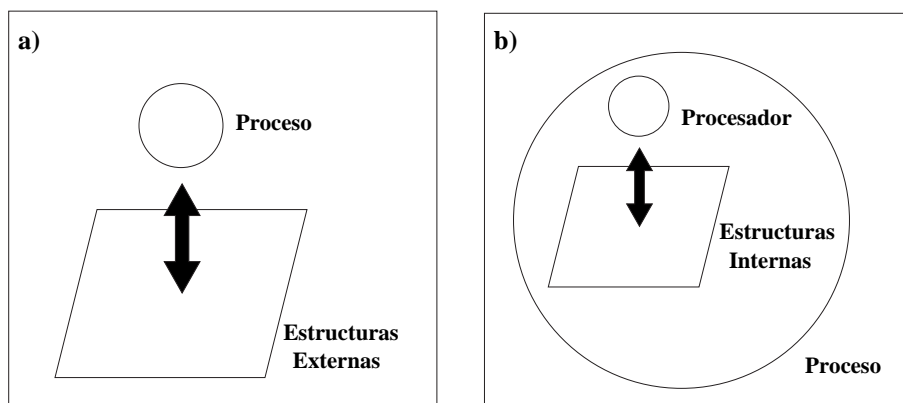 a)
Proceso
Estructuras
Externas
b)
Procesador
Estructuras
Internas
Proceso